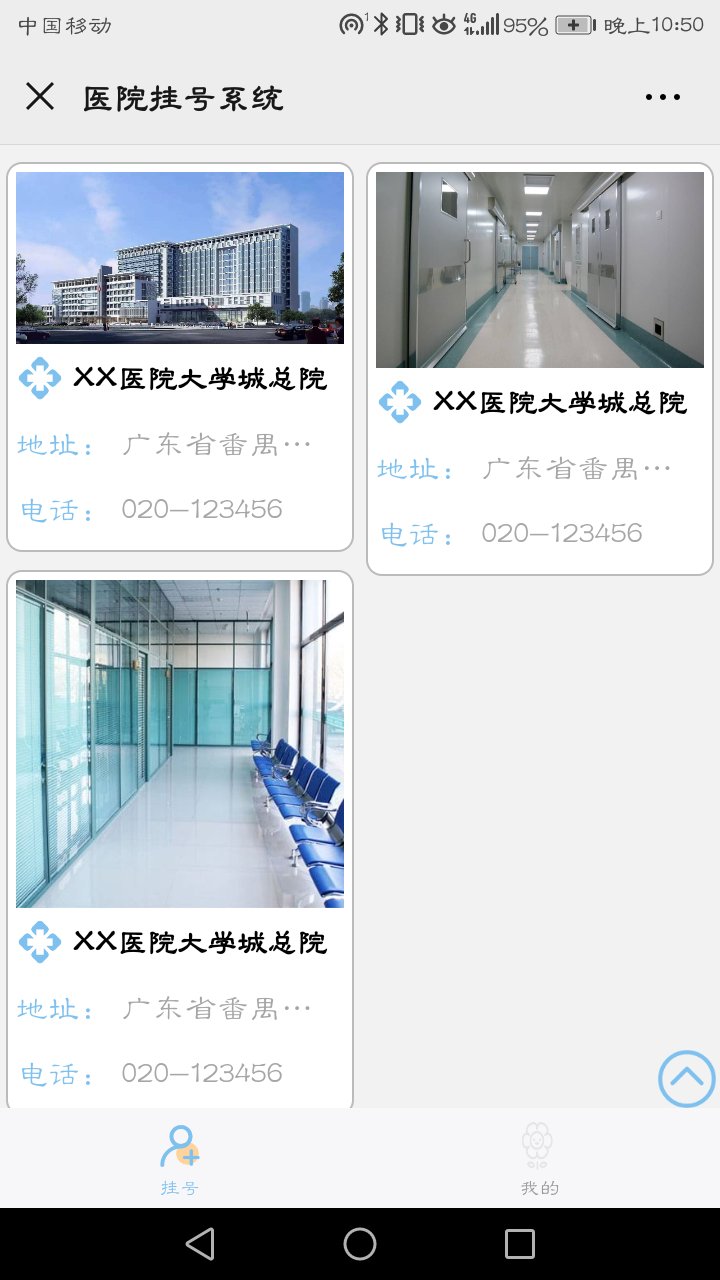 中国移动 1 4G 95% 晚上10:50
医院挂号系统
XX医院大学城总院
地址： 广东省番禺…
电话： 020-123456
XX医院大学城总院
地址： 广东省番禺…
电话： 020-123456
XX医院大学城总院
地址： 广东省番禺…
电话： 020-123456
挂号
我的